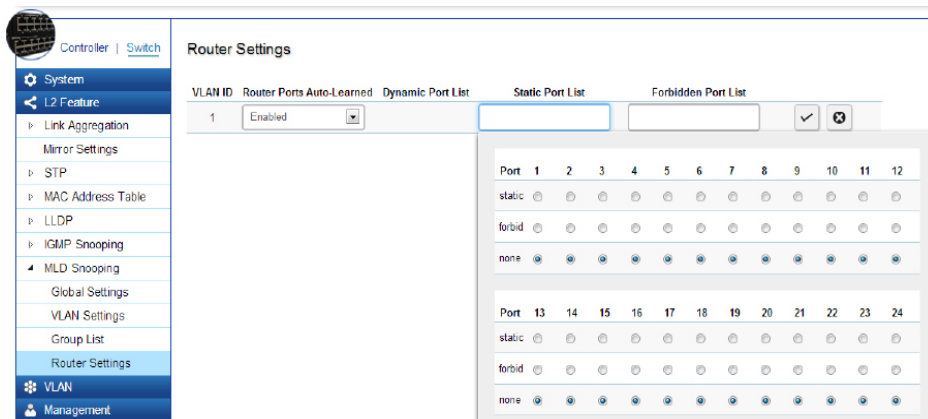 Controller | Switch
Router Settings
System
L2 Feature
Link Aggregation
Mirror Settings
STP
MAC Address Table
LLDP
IGMP Snooping
MLD Snooping
Global Settings
VLAN Settings
Group List
Router Settings
VLAN
Management
VLAN ID Router Ports Auto-Learned Dynamic Port List Static Port List Forbidden Port List
1 Enabled
Port 1 2 3 4 5 6 7 8 9 10 11 12
static
forbid
none
Port 13 14 15 16 17 18 19 20 21 22 23 24
static
forbid
none